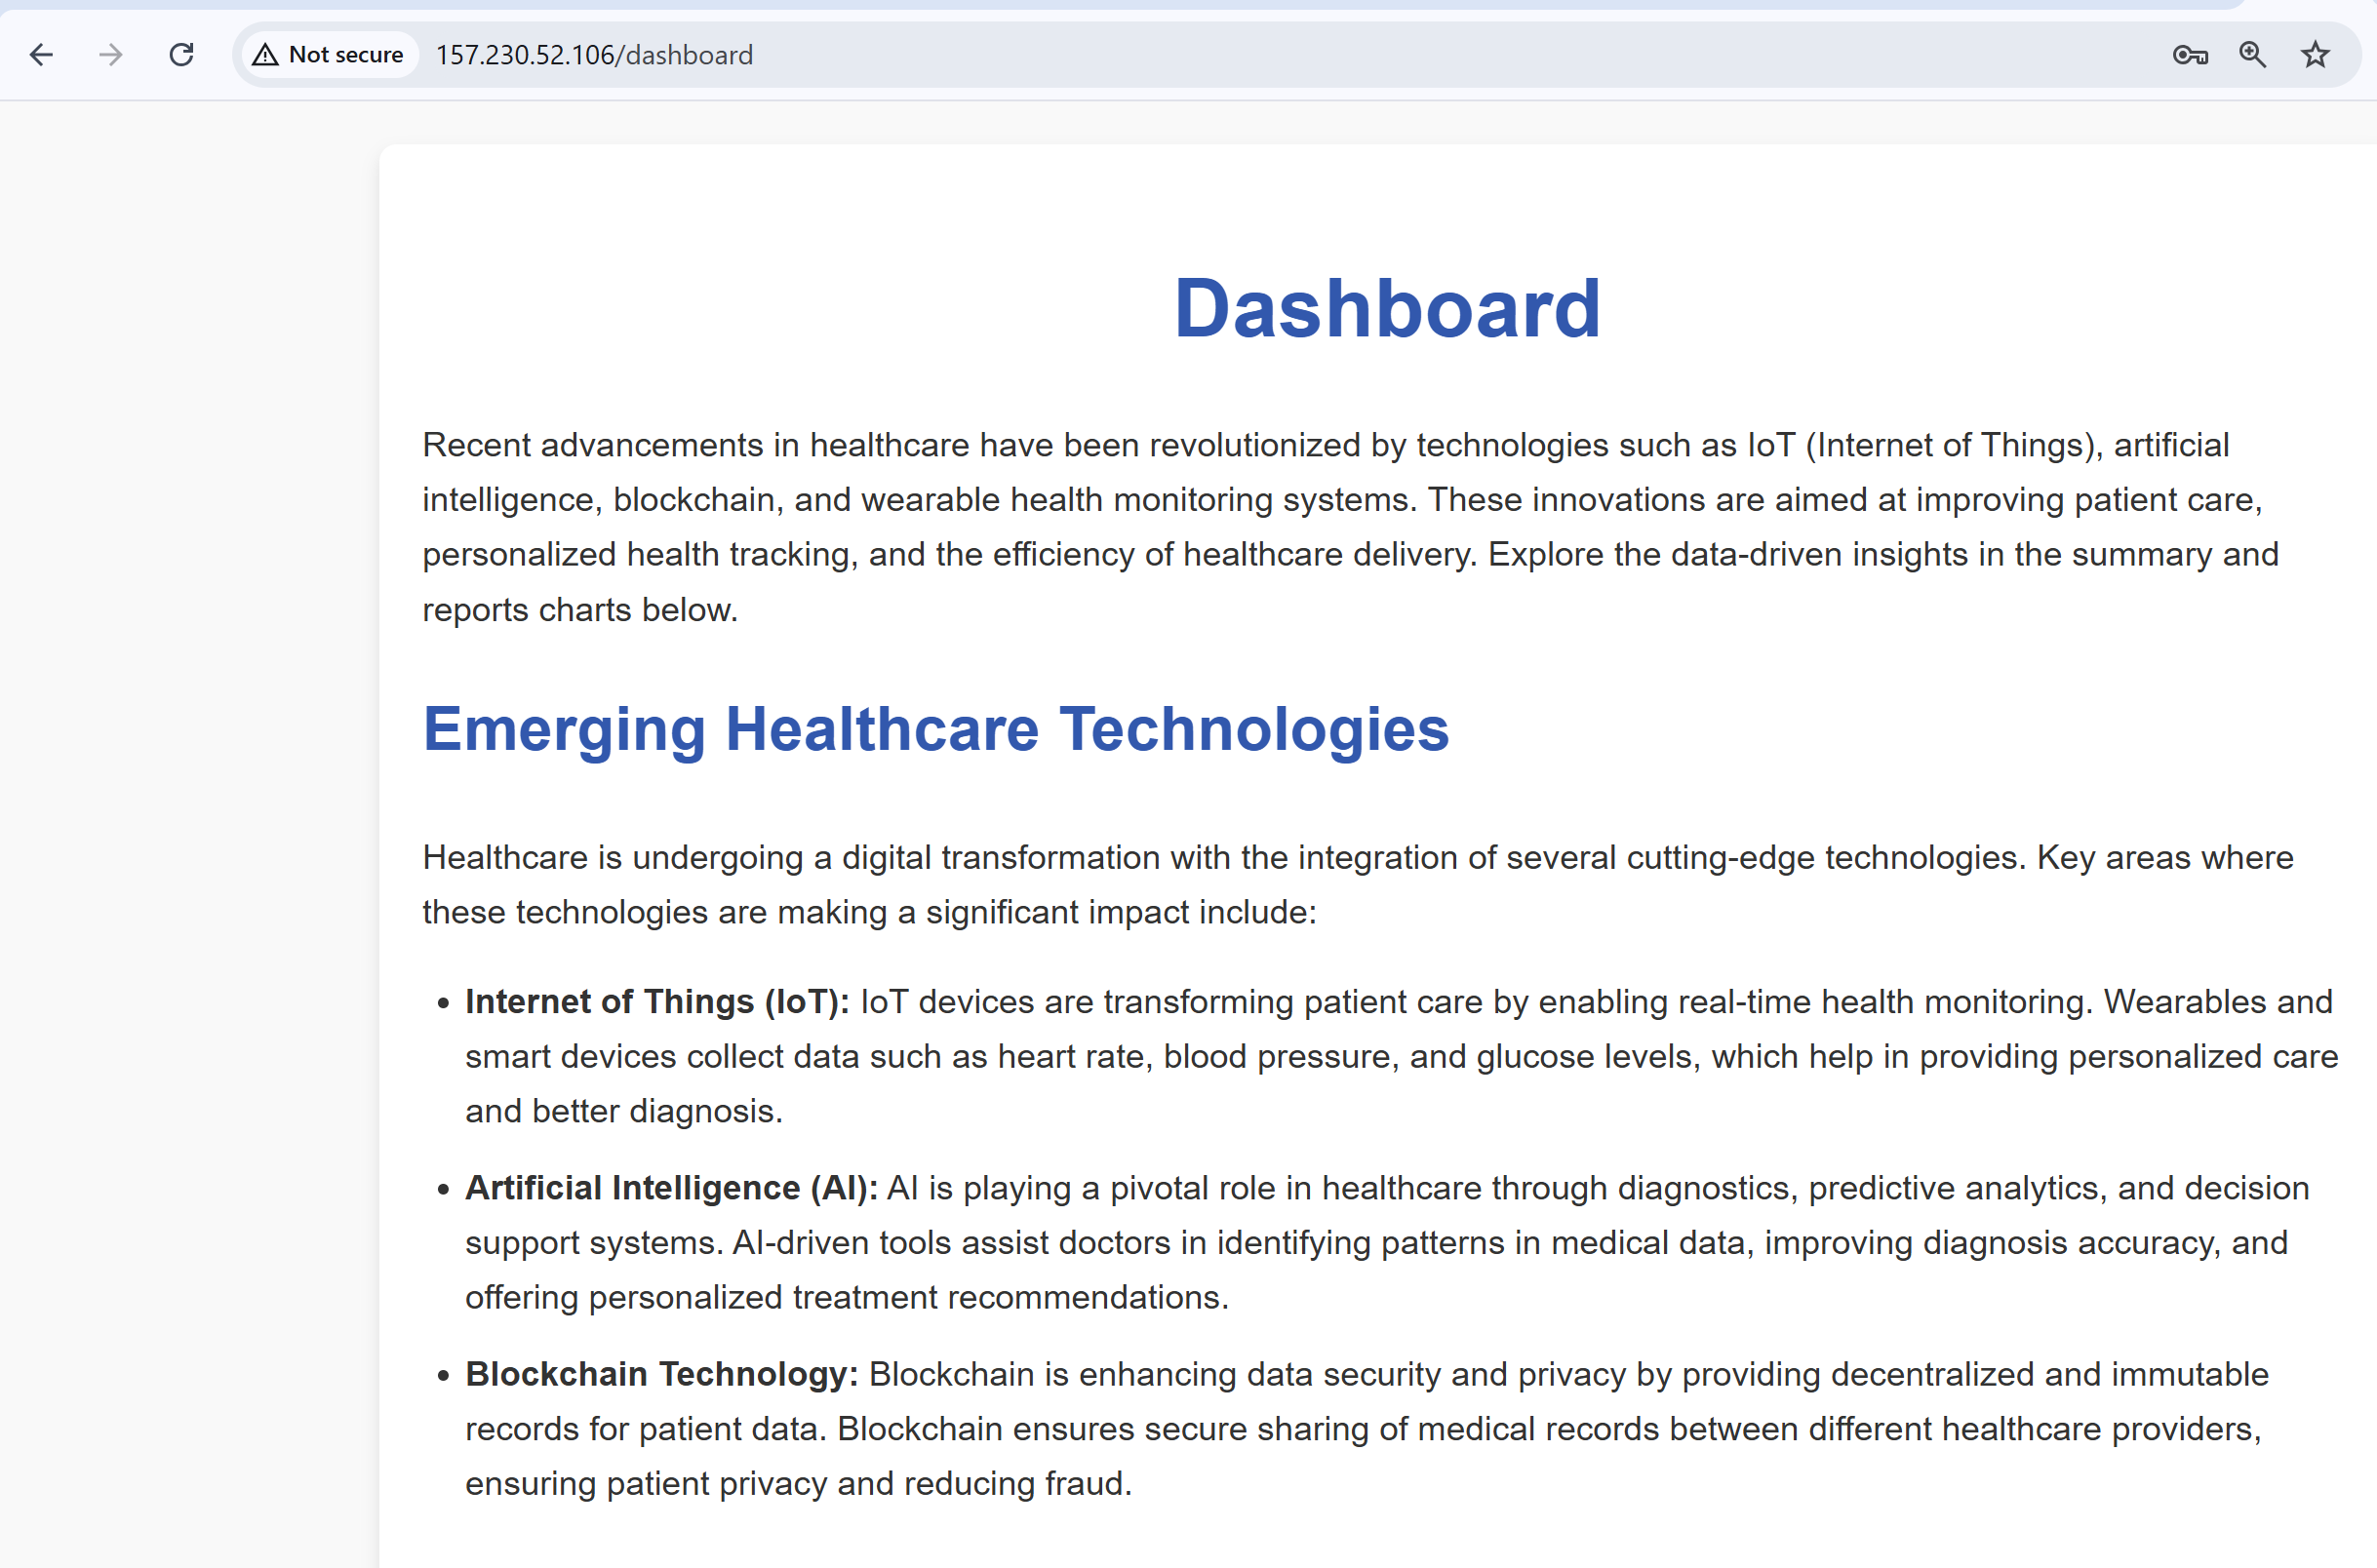 Not secure 157.230.52.106/dashboard
Dashboard
Recent advancements in healthcare have been revolutionized by technologies such as IoT (Internet of Things), artificial
intelligence, blockchain, and wearable health monitoring systems. These innovations are aimed at improving patient care,
personalized health tracking, and the efficiency of healthcare delivery. Explore the data-driven insights in the summary and
reports charts below.
Emerging Healthcare Technologies
Healthcare is undergoing a digital transformation with the integration of several cutting-edge technologies. Key areas where
these technologies are making a significant impact include:
• Internet of Things (IoT): IoT devices are transforming patient care by enabling real-time health monitoring. Wearables and
smart devices collect data such as heart rate, blood pressure, and glucose levels, which help in providing personalized care
and better diagnosis.
• Artificial Intelligence (AI): AI is playing a pivotal role in healthcare through diagnostics, predictive analytics, and decision
support systems. AI-driven tools assist doctors in identifying patterns in medical data, improving diagnosis accuracy, and
offering personalized treatment recommendations.
• Blockchain Technology: Blockchain is enhancing data security and privacy by providing decentralized and immutable
records for patient data. Blockchain ensures secure sharing of medical records between different healthcare providers,
ensuring patient privacy and reducing fraud.